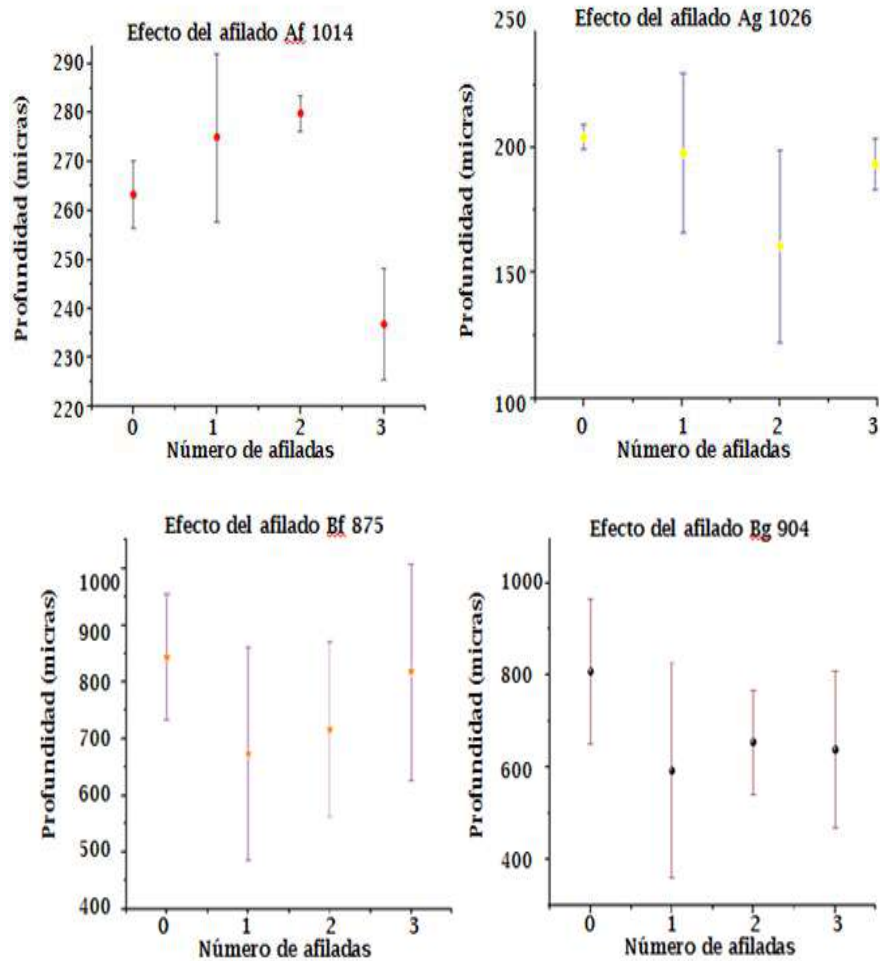 Efecto del afilado Af 1014
Profundidad (micras)
290
280
270
260
250
240
230
220
0 1 2 3
Número de afiladas
Efecto del afilado Ag 1026
Profundidad (micras)
250
200
150
100
0 1 2 3
Número de afiladas
Efecto del afilado Bf 875
Profundidad (micras)
1000
900
800
700
600
500
400
0 1 2 3
Número de afiladas
Efecto del afilado Bg 904
Profundidad (micras)
1000
800
600
400
0 1 2 3
Número de afiladas